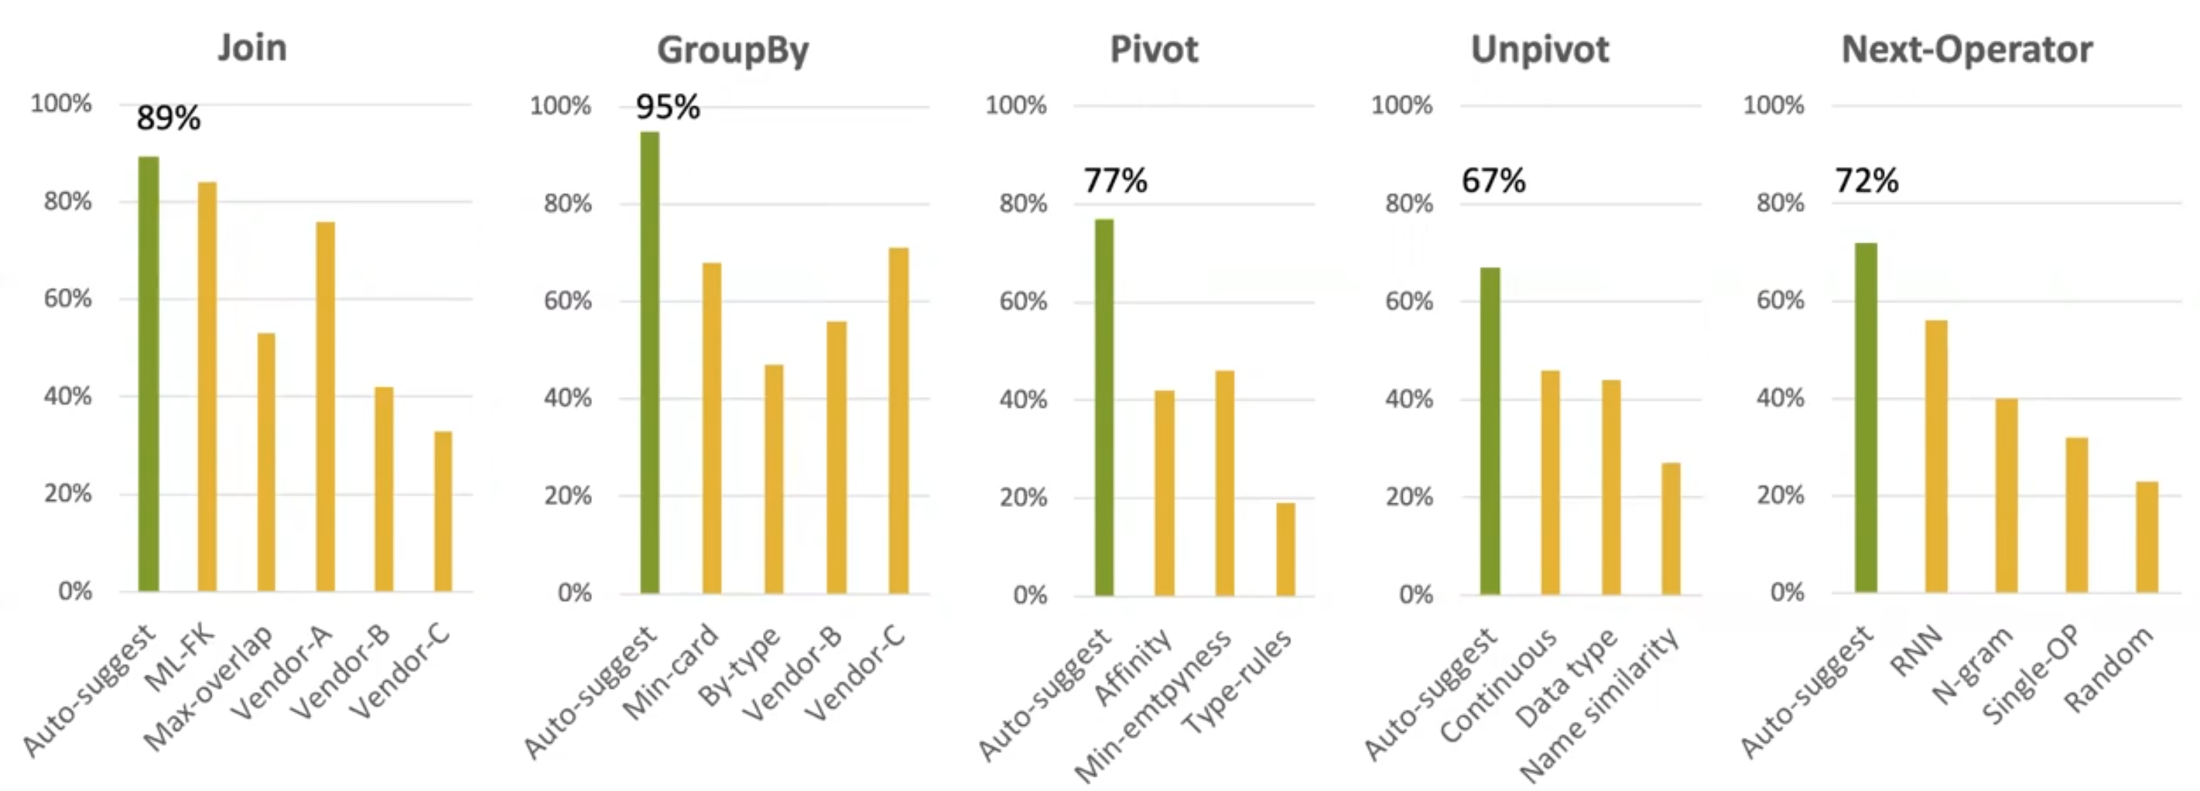 Join
100%
80%
60%
40%
20%
0%
89%
Auto-suggest
ML-FK
Max-overlap
Vendor-A
Vendor-B
Vendor-C
GroupBy
100%
80%
60%
40%
20%
0%
95%
Auto-suggest
Min-card
By-type
Vendor-B
Vendor-C
Pivot
100%
80%
60%
40%
20%
0%
77%
Auto-suggest
Affinity
Min-emtpyness
Type-rules
Unpivot
100%
80%
60%
40%
20%
0%
67%
Auto-suggest
Continuous
Data type
Name similarity
Next-Operator
100%
80%
60%
40%
20%
0%
72%
Auto-suggest
RNN
N-gram
Single-OP
Random